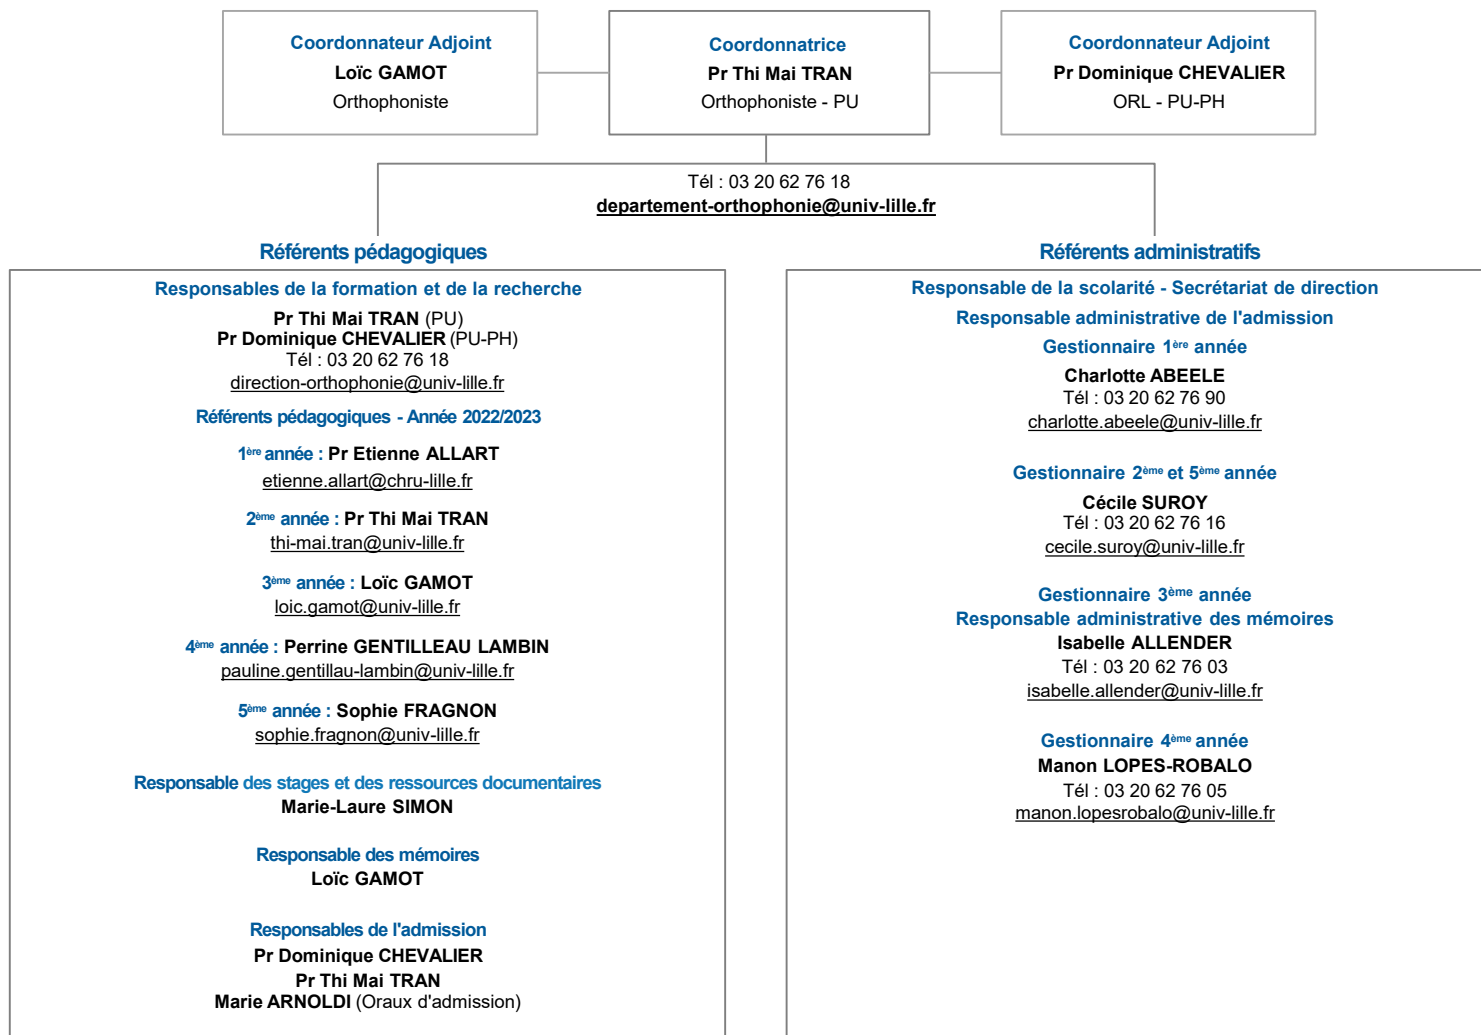 Coordonnateur Adjoint
Loïc GAMOT
Orthophoniste
Coordonnatrice
Pr Thi Mai TRAN
Orthophoniste - PU
Coordonnateur Adjoint
Pr Dominique CHEVALIER
ORL - PU-PH
Tél : 03 20 62 76 18
departement-orthophonie@univ-lille.fr
Référents pédagogiques
Responsables de la formation et de la recherche
Pr Thi Mai TRAN (PU)
Pr Dominique CHEVALIER (PU-PH)
Tél : 03 20 62 76 18
direction-orthophonie@univ-lille.fr
Référents pédagogiques - Année 2022/2023
1ère année : Pr Etienne ALLART
etienne.allart@chru-lille.fr
2ème année : Pr Thi Mai TRAN
thi-mai.tran@univ-lille.fr
3ème année : Loïc GAMOT
loic.gamot@univ-lille.fr
4ème année : Perrine GENTILLEAU LAMBIN
pauline.gentillau-lambin@univ-lille.fr
5ème année : Sophie FRAGNON
sophie.fragnon@univ-lille.fr
Responsable des stages et des ressources documentaires
Marie-Laure SIMON
Responsable des mémoires
Loïc GAMOT
Responsables de l'admission
Pr Dominique CHEVALIER
Pr Thi Mai TRAN
Marie ARNOLDI (Oraux d'admission)
Référents administratifs
Responsable de la scolarité - Secrétariat de direction
Responsable administrative de l'admission
Gestionnaire 1ère année
Charlotte ABEELE
Tél : 03 20 62 76 90
charlotte.abeele@univ-lille.fr
Gestionnaire 2ème et 5ème année
Cécile SUROY
Tél : 03 20 62 76 16
cecile.suroy@univ-lille.fr
Gestionnaire 3ème année
Responsable administrative des mémoires
Isabelle ALLENDER
Tél : 03 20 62 76 03
isabelle.allender@univ-lille.fr
Gestionnaire 4ème année
Manon LOPES-ROBALO
Tél : 03 20 62 76 05
manon.lopesrobalo@univ-lille.fr